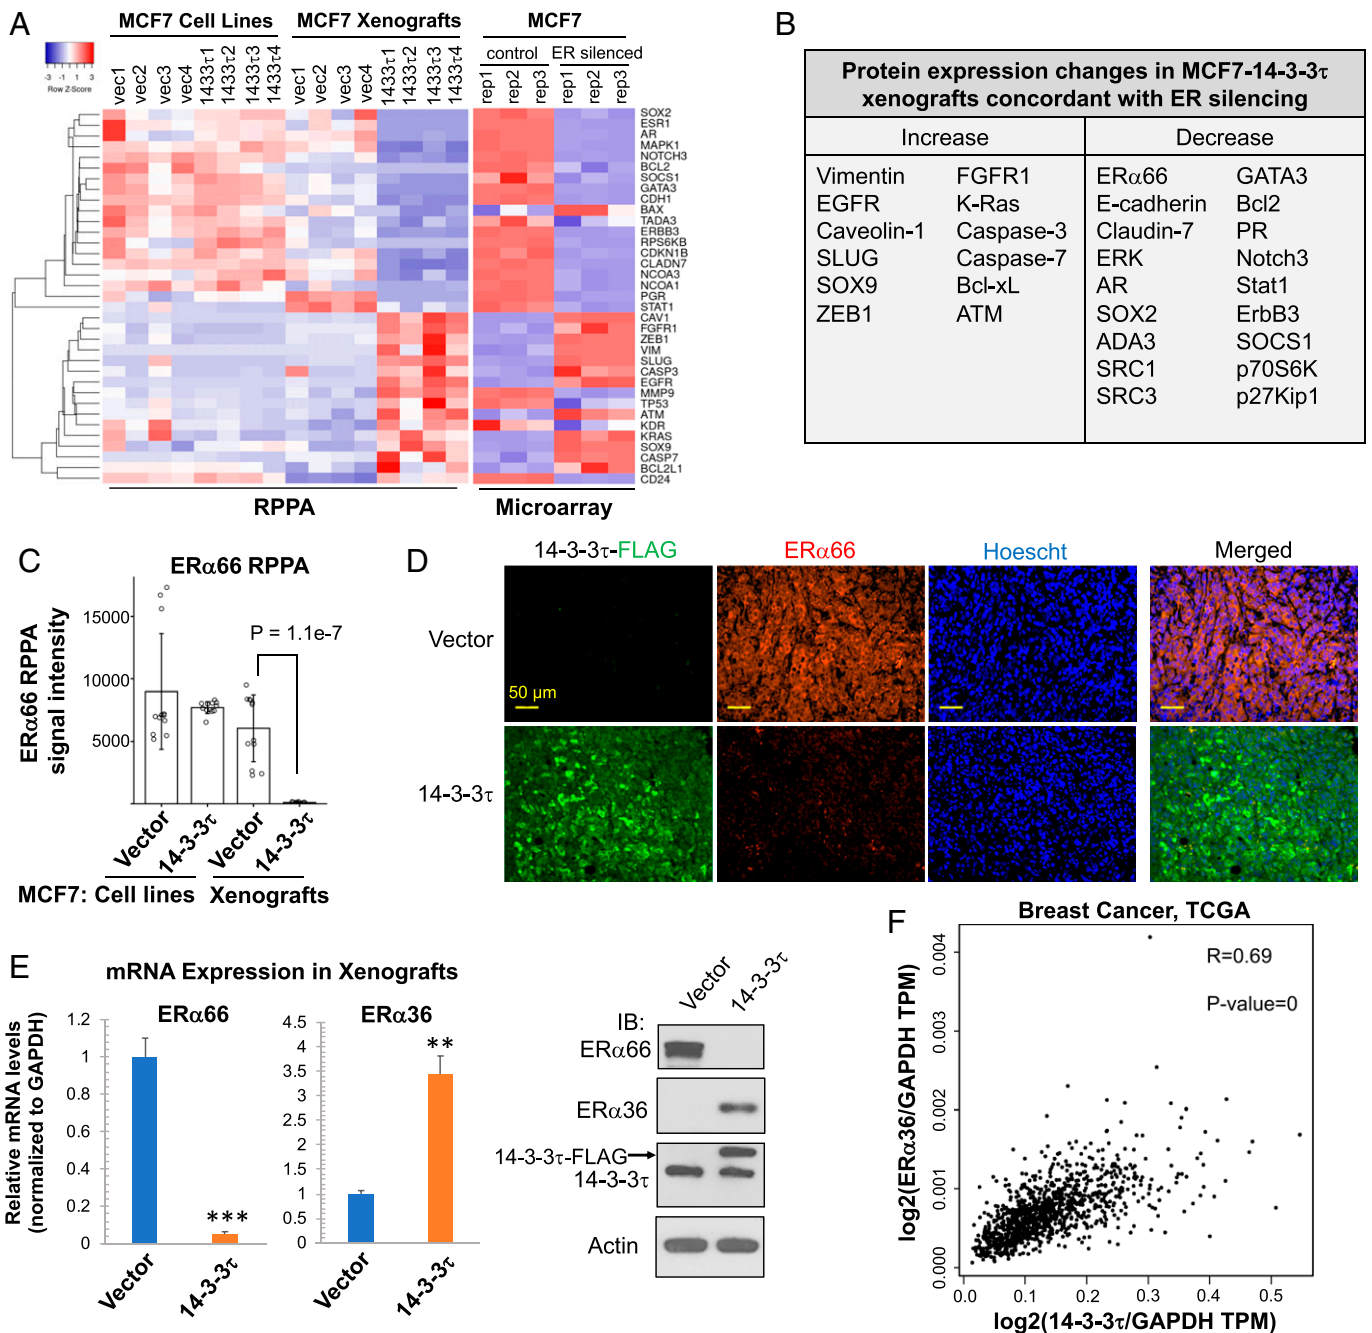 A
MCF7 Cell Lines
MCF7 Xenografts
MCF7
control
ER silenced
-3 -1 1 3
Row Z-Score
vec1
vec2
vec3
vec4
1433τ1
1433τ2
1433τ3
1433τ4
vec1
vec2
vec3
vec4
1433τ1
1433τ2
1433τ3
1433τ4
rep1
rep2
rep3
rep1
rep2
rep3
SOX2
ESR1
AR
MAPK1
NOTCH3
BCL2
SOCS1
GATA3
CDH1
BAX
TADA3
ERBB3
RPS6KB
CDKN1B
CLADN7
NCOA3
NCOA1
PGR
STAT1
CAV1
FGFR1
ZEB1
VIM
SLUG
CASP3
EGFR
MMP9
TP53
ATM
KDR
KRAS
SOX9
CASP7
BCL2L1
CD24
RPPA
Microarray
B
Protein expression changes in MCF7-14-3-3τ
xenografts concordant with ER silencing
Increase
Decrease
Vimentin FGFR1 ERα66 GATA3
EGFR K-Ras E-cadherin Bcl2
Caveolin-1 Caspase-3 Claudin-7 PR
SLUG Caspase-7 ERK Notch3
SOX9 Bcl-xL AR Stat1
ZEB1 ATM SOX2 ErbB3
ADA3 SOCS1
SRC1 p70S6K
SRC3 p27Kip1
C
ERα66 RPPA
ERα66 RPPA
signal intensity
15000
10000
5000
P = 1.1e-7
Vector
14-3-3τ
Vector
14-3-3τ
MCF7: Cell lines Xenografts
D
14-3-3τ-FLAG
ERα66
Hoescht
Merged
Vector
50 μm
14-3-3τ
E
mRNA Expression in Xenografts
Relative mRNA levels
(normalized to GAPDH)
ERα66
1.2
1
0.8
0.6
0.4
0.2
0
***
Vector
14-3-3τ
ERα36
4.5
4
3.5
3
2.5
2
1.5
1
0.5
0
**
Vector
14-3-3τ
Vector
14-3-3τ
IB:
ERα66
ERα36
14-3-3τ-FLAG
14-3-3τ
Actin
F
Breast Cancer, TCGA
R=0.69
P-value=0
log2(ERα36/GAPDH TPM)
0.004
0.003
0.002
0.001
0.000
0.0 0.1 0.2 0.3 0.4 0.5
log2(14-3-3τ/GAPDH TPM)